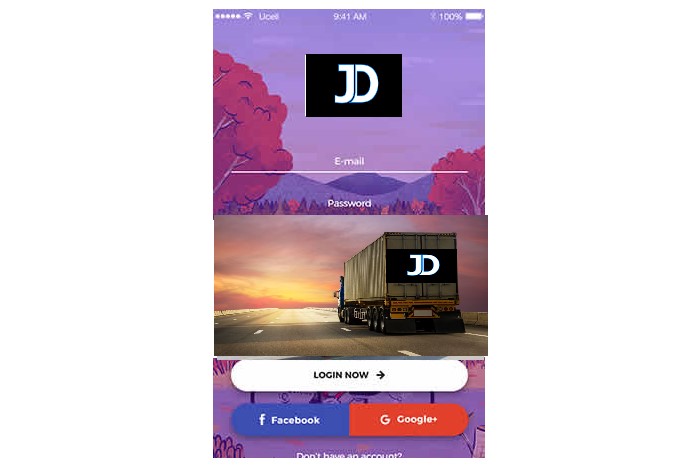 Ucell 9:41 AM 100%
JD
E-mail
Password
JD
LOGIN NOW
Facebook
Google+
Don't have an account?